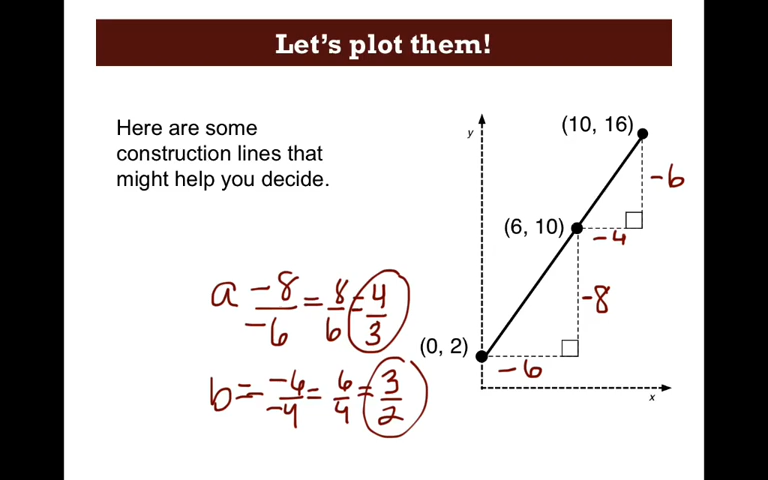 Let's plot them!
Here are some
construction lines that
might help you decide.
y
(10, 16)
-6
(6, 10)
-4
-8
(0, 2)
-6
x
a -8/-6 = 8/6 = 4/3
b = -6/-4 = 6/4 = 3/2